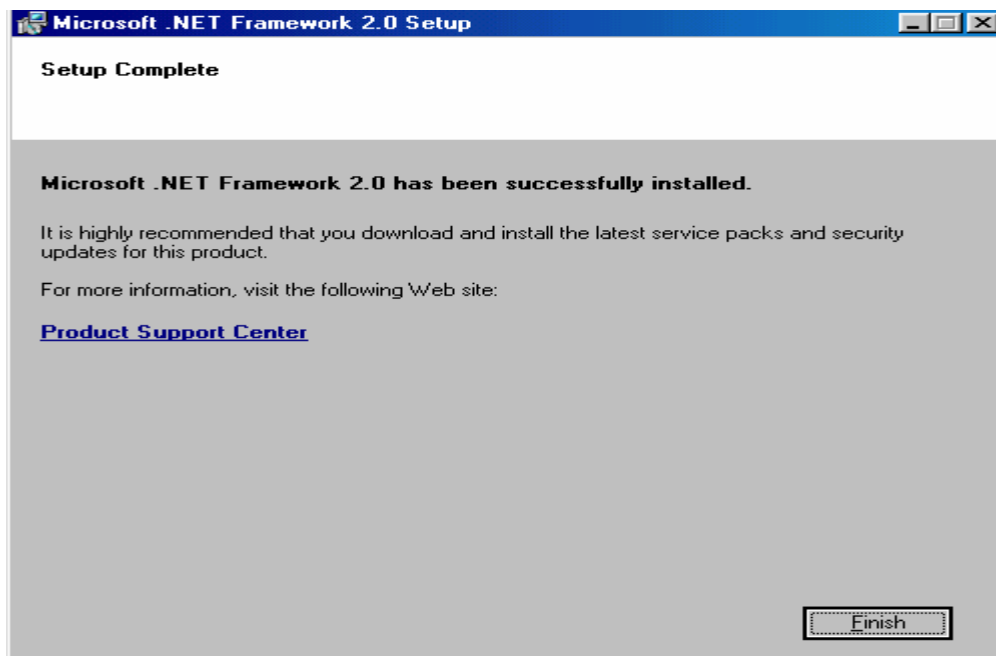 Microsoft .NET Framework 2.0 Setup
Setup Complete
Microsoft .NET Framework 2.0 has been successfully installed.
It is highly recommended that you download and install the latest service packs and security
updates for this product.
For more information, visit the following Web site:
Product Support Center
Finish